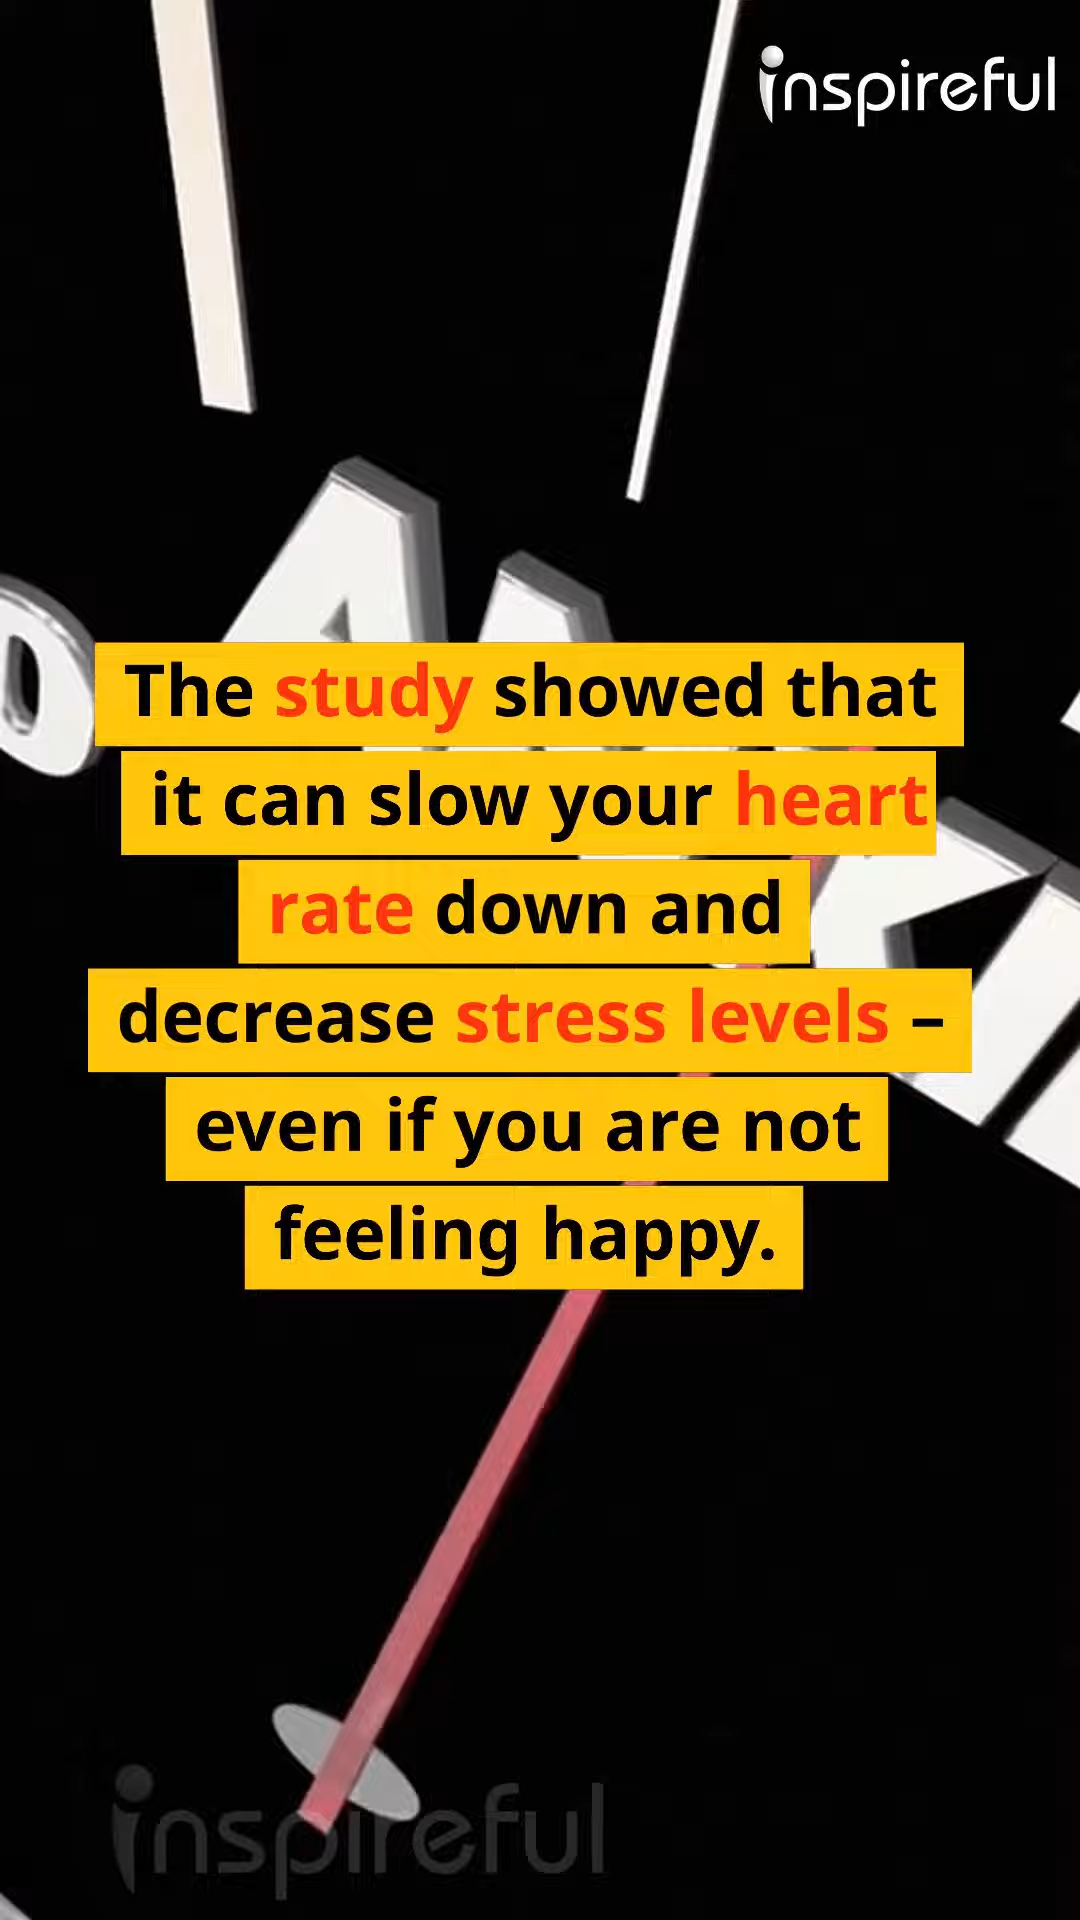 inspireful
The study showed that
it can slow your heart
rate down and
decrease stress levels –
even if you are not
feeling happy.
inspireful